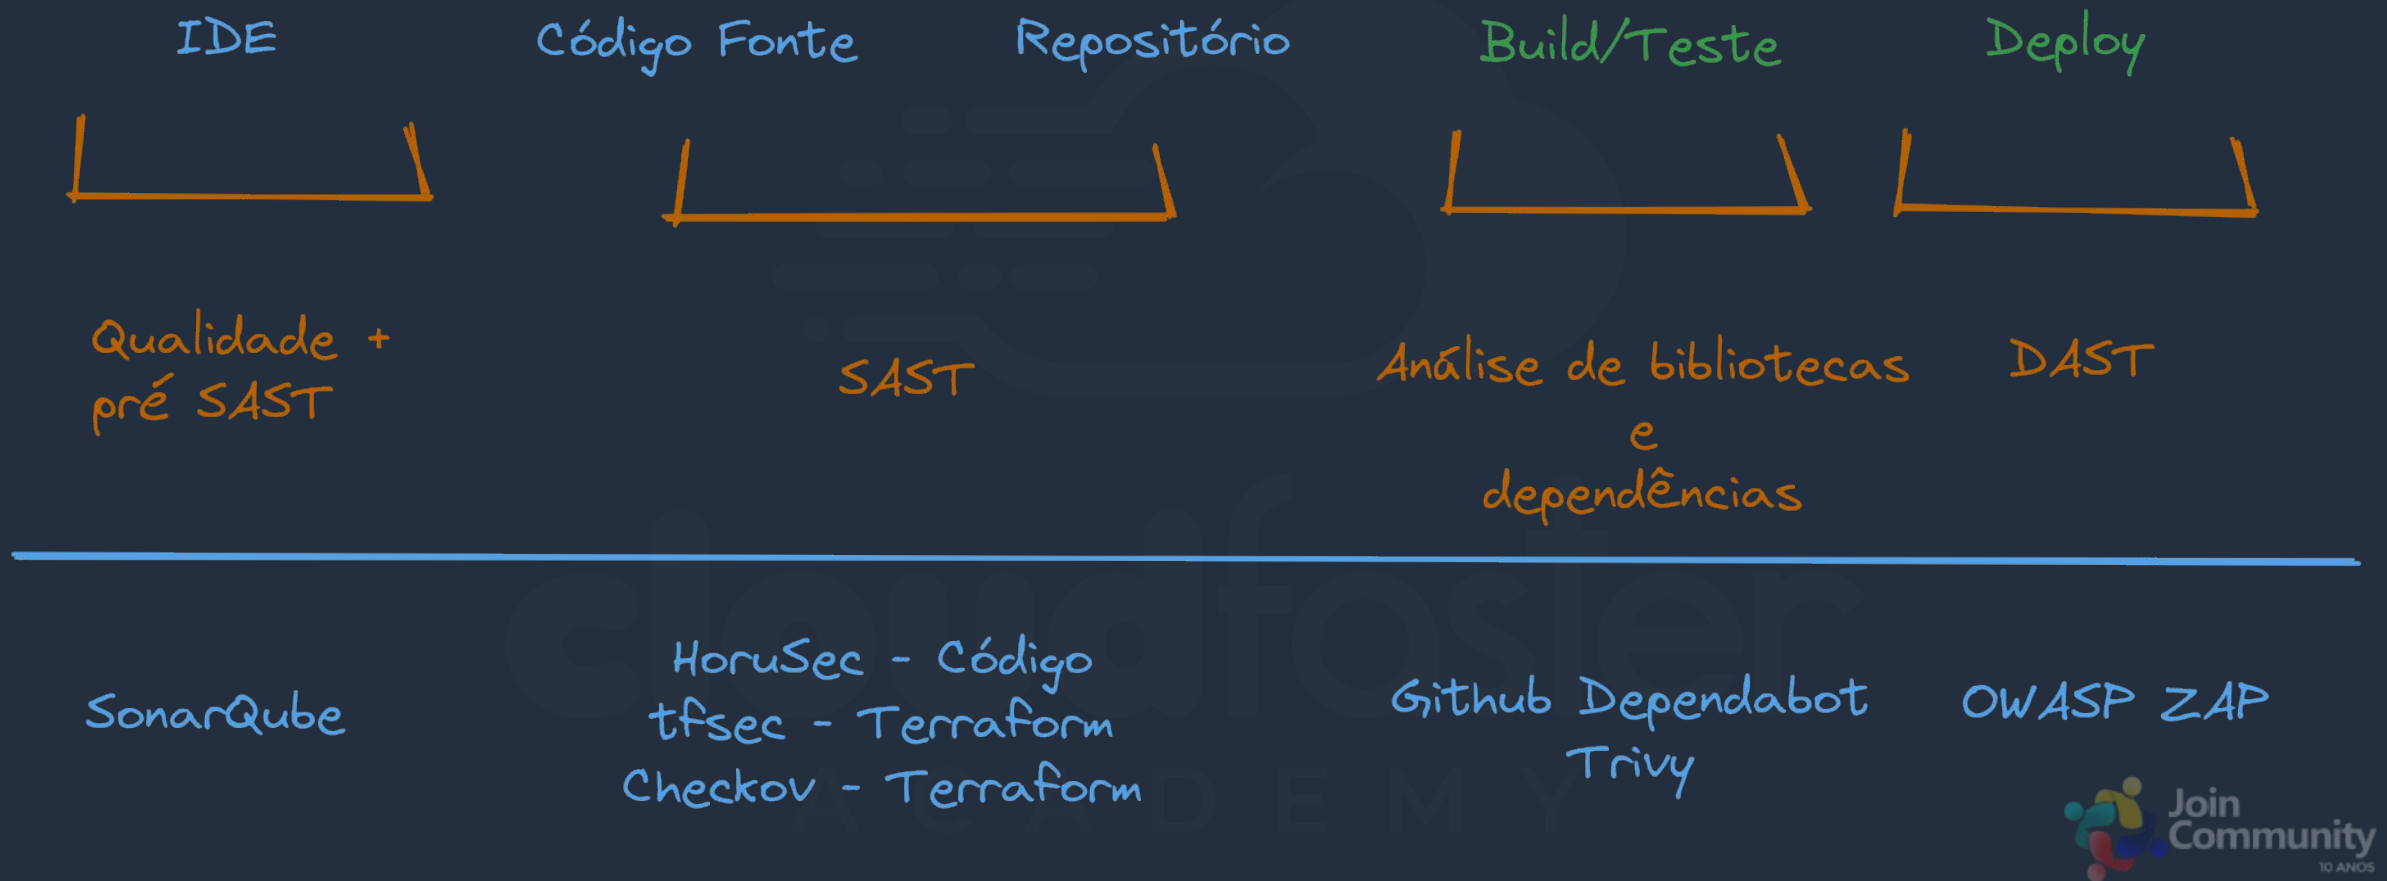 IDE
Código Fonte
Repositório
Build/Teste
Deploy
Qualidade +
pré SAST
SAST
Análise de bibliotecas
e
dependências
DAST
SonarQube
HoruSec - Código
tfsec - Terraform
Checkov - Terraform
Github Dependabot
Trivy
OWASP ZAP
cloudfoster
ACADEMY
Join
Community
10 ANOS